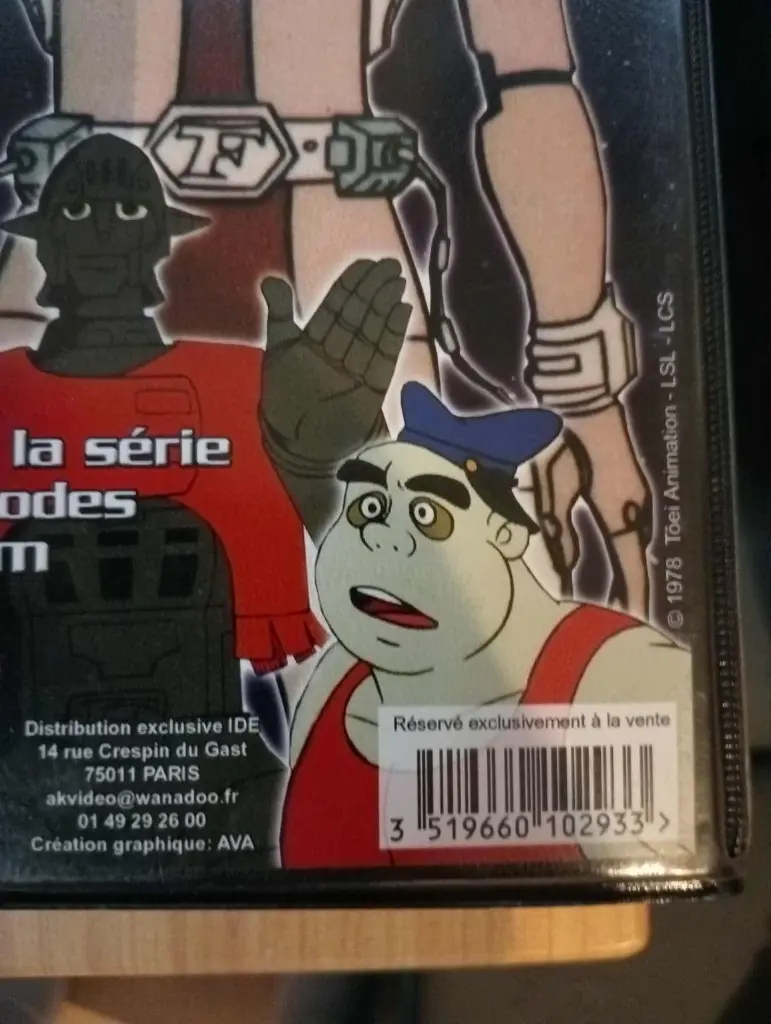 F
la série
odes
m
© 1978 Tôei Animation - LSL - LCS
Distribution exclusive IDE
14 rue Crespin du Gast
75011 PARIS
akvideo@wanadoo.fr
01 49 29 26 00
Création graphique: AVA
Réservé exclusivement à la vente
3 519660 102933 >